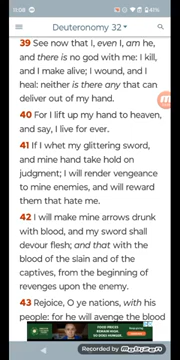 11:08
Deuteronomy 32
39 See now that I, even I, am he,
and there is no god with me: I kill,
and I make alive; I wound, and I
heal: neither is there any that can
deliver out of my hand.
40 For I lift up my hand to heaven,
and say, I live for ever.
41 If I whet my glittering sword,
and mine hand take hold on
judgment; I will render vengeance
to mine enemies, and will reward
them that hate me.
42 I will make mine arrows drunk
with blood, and my sword shall
devour flesh; and that with the
blood of the slain and of the
captives, from the beginning of
revenges upon the enemy.
43 Rejoice, O ye nations, with his
people: for he will avenge the blood
FOOD PRICES
Recorded by